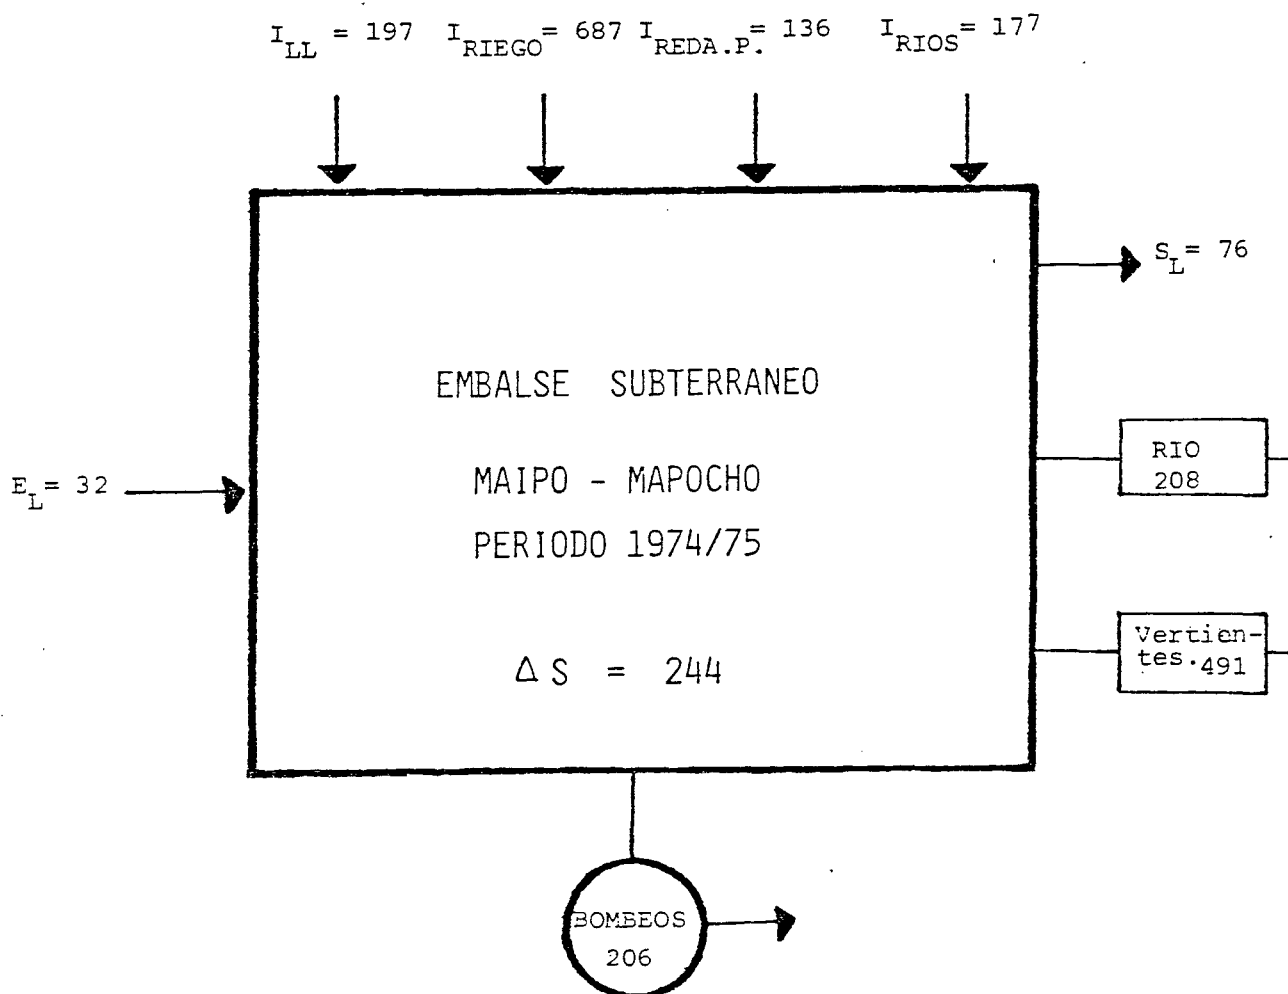 I_LL = 197 I_RIEGO = 687 I_REDA.P. = 136 I_RIOS = 177
S_L = 76
EMBALSE SUBTERRANEO
RIO
208
MAIPO - MAPOCHO
E_L = 32
PERIODO 1974/75
Vertien-
tes. 491
Δ S = 244
BOMBEOS
206